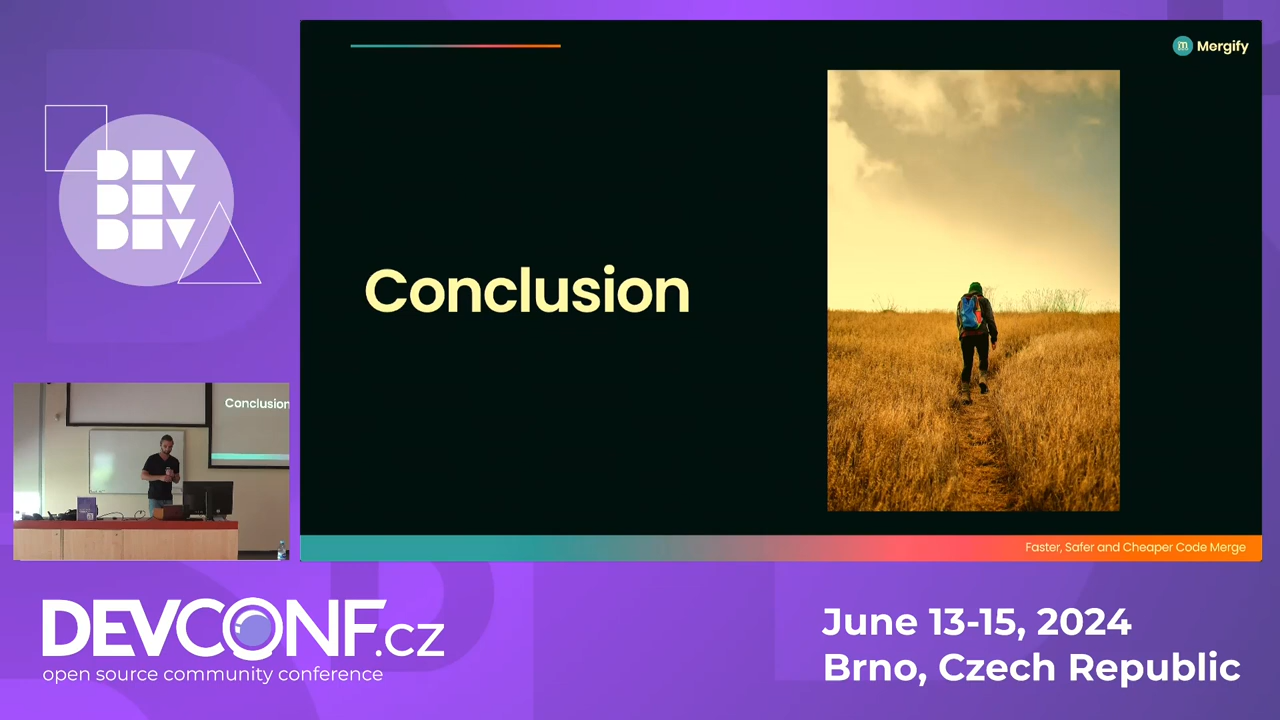 Mergify
DEV
DEV
DEV
Conclusion
Conclusion
Faster, Safer and Cheaper Code Merge
DEVCONF.cz
open source community conference
June 13-15, 2024
Brno, Czech Republic